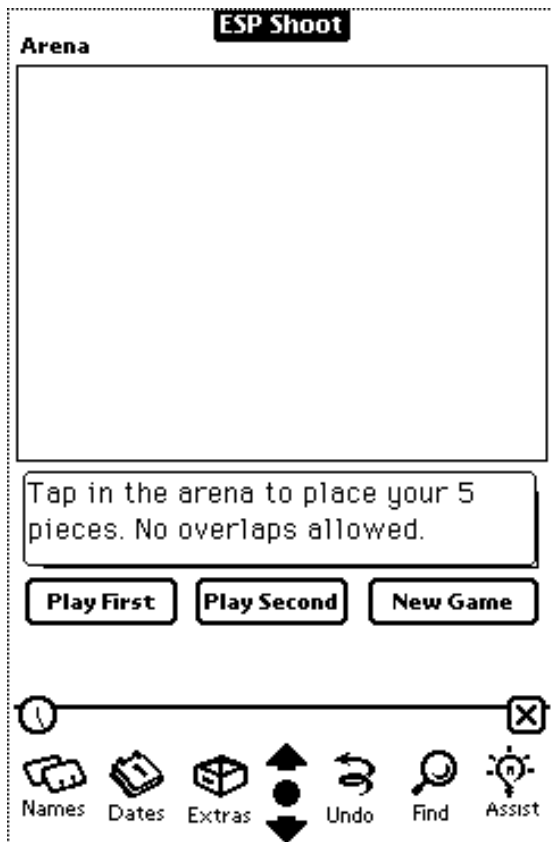 ESP Shoot
Arena
Tap in the arena to place your 5
pieces. No overlaps allowed.
Play First
Play Second
New Game
Names
Dates
Extras
Undo
Find
Assist